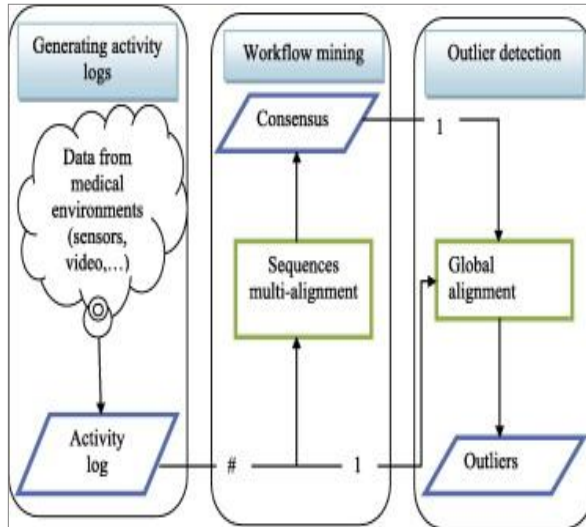 Generating activity
logs
Data from
medical
environments
(sensors,
video,...)
Activity
log
#
Workflow mining
Consensus
Sequences
multi-alignment
1
1
Outlier detection
Global
alignment
Outliers